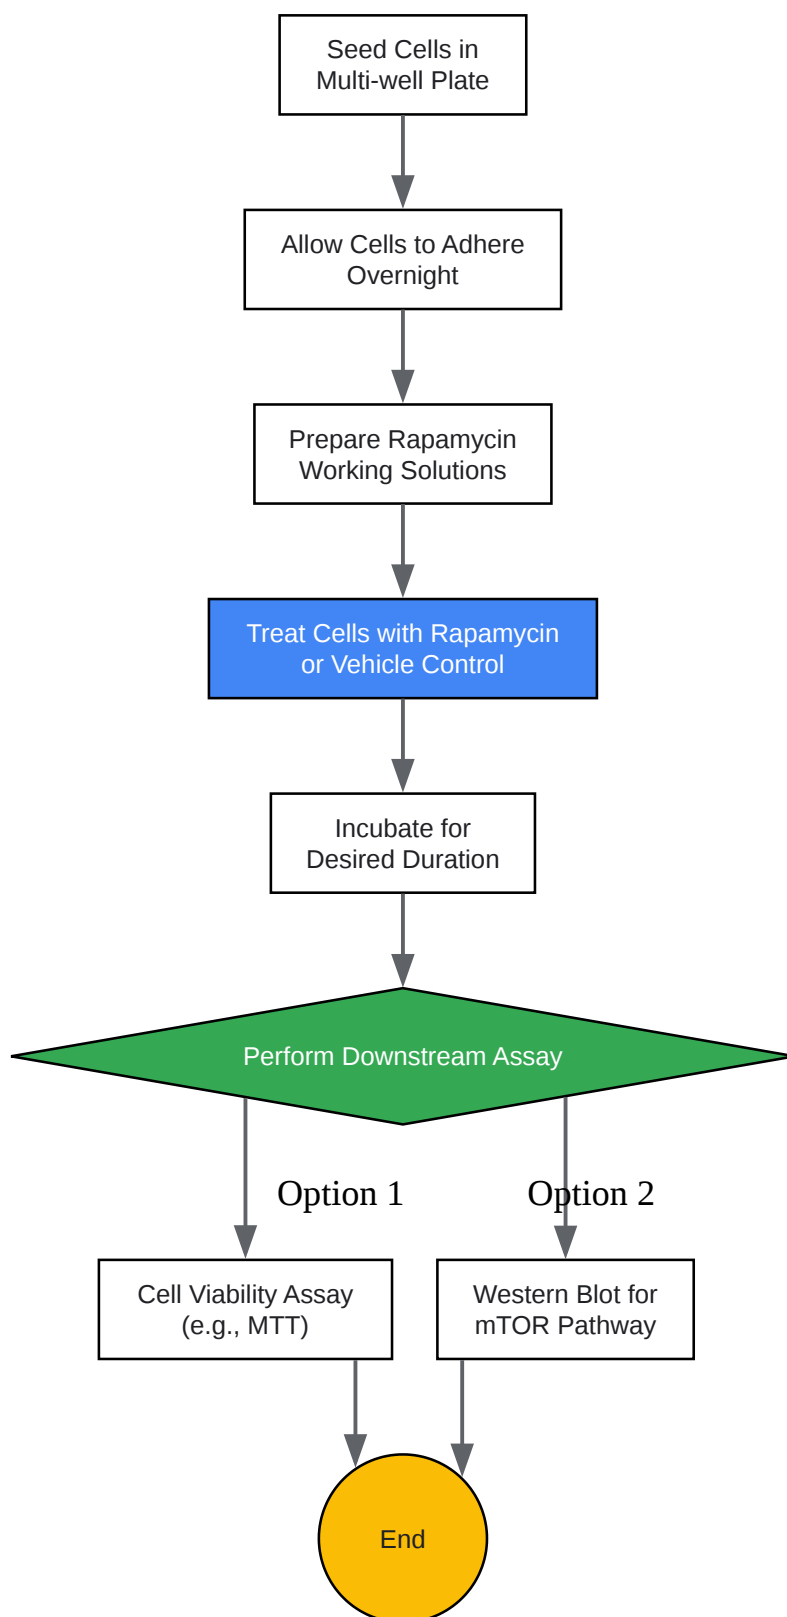 Seed Cells in
Multi-well Plate
Allow Cells to Adhere
Overnight
Prepare Rapamycin
Working Solutions
Treat Cells with Rapamycin
or Vehicle Control
Incubate for
Desired Duration
Perform Downstream Assay
Option 1
Option 2
Cell Viability Assay
(e.g., MTT)
Western Blot for
mTOR Pathway
End